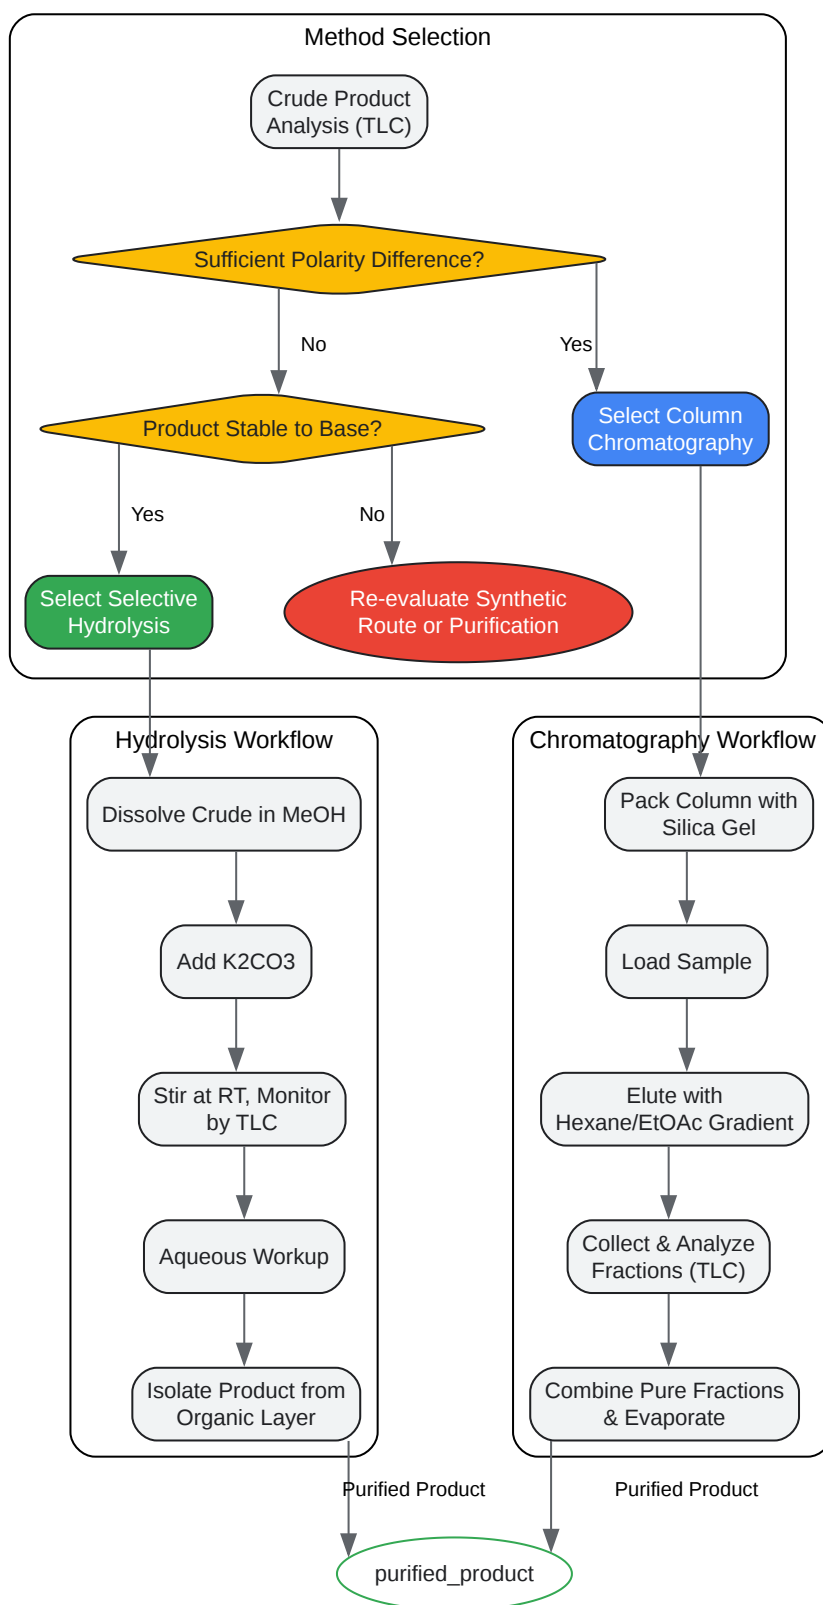 Method Selection
Crude Product
Analysis (TLC)
Sufficient Polarity Difference?
No
Yes
Product Stable to Base?
Select Column
Chromatography
Yes
No
Select Selective
Hydrolysis
Re-evaluate Synthetic
Route or Purification
Hydrolysis Workflow
Dissolve Crude in MeOH
Add K2CO3
Stir at RT, Monitor
by TLC
Aqueous Workup
Isolate Product from
Organic Layer
Chromatography Workflow
Pack Column with
Silica Gel
Load Sample
Elute with
Hexane/EtOAc Gradient
Collect & Analyze
Fractions (TLC)
Combine Pure Fractions
& Evaporate
Purified Product
Purified Product
purified_product